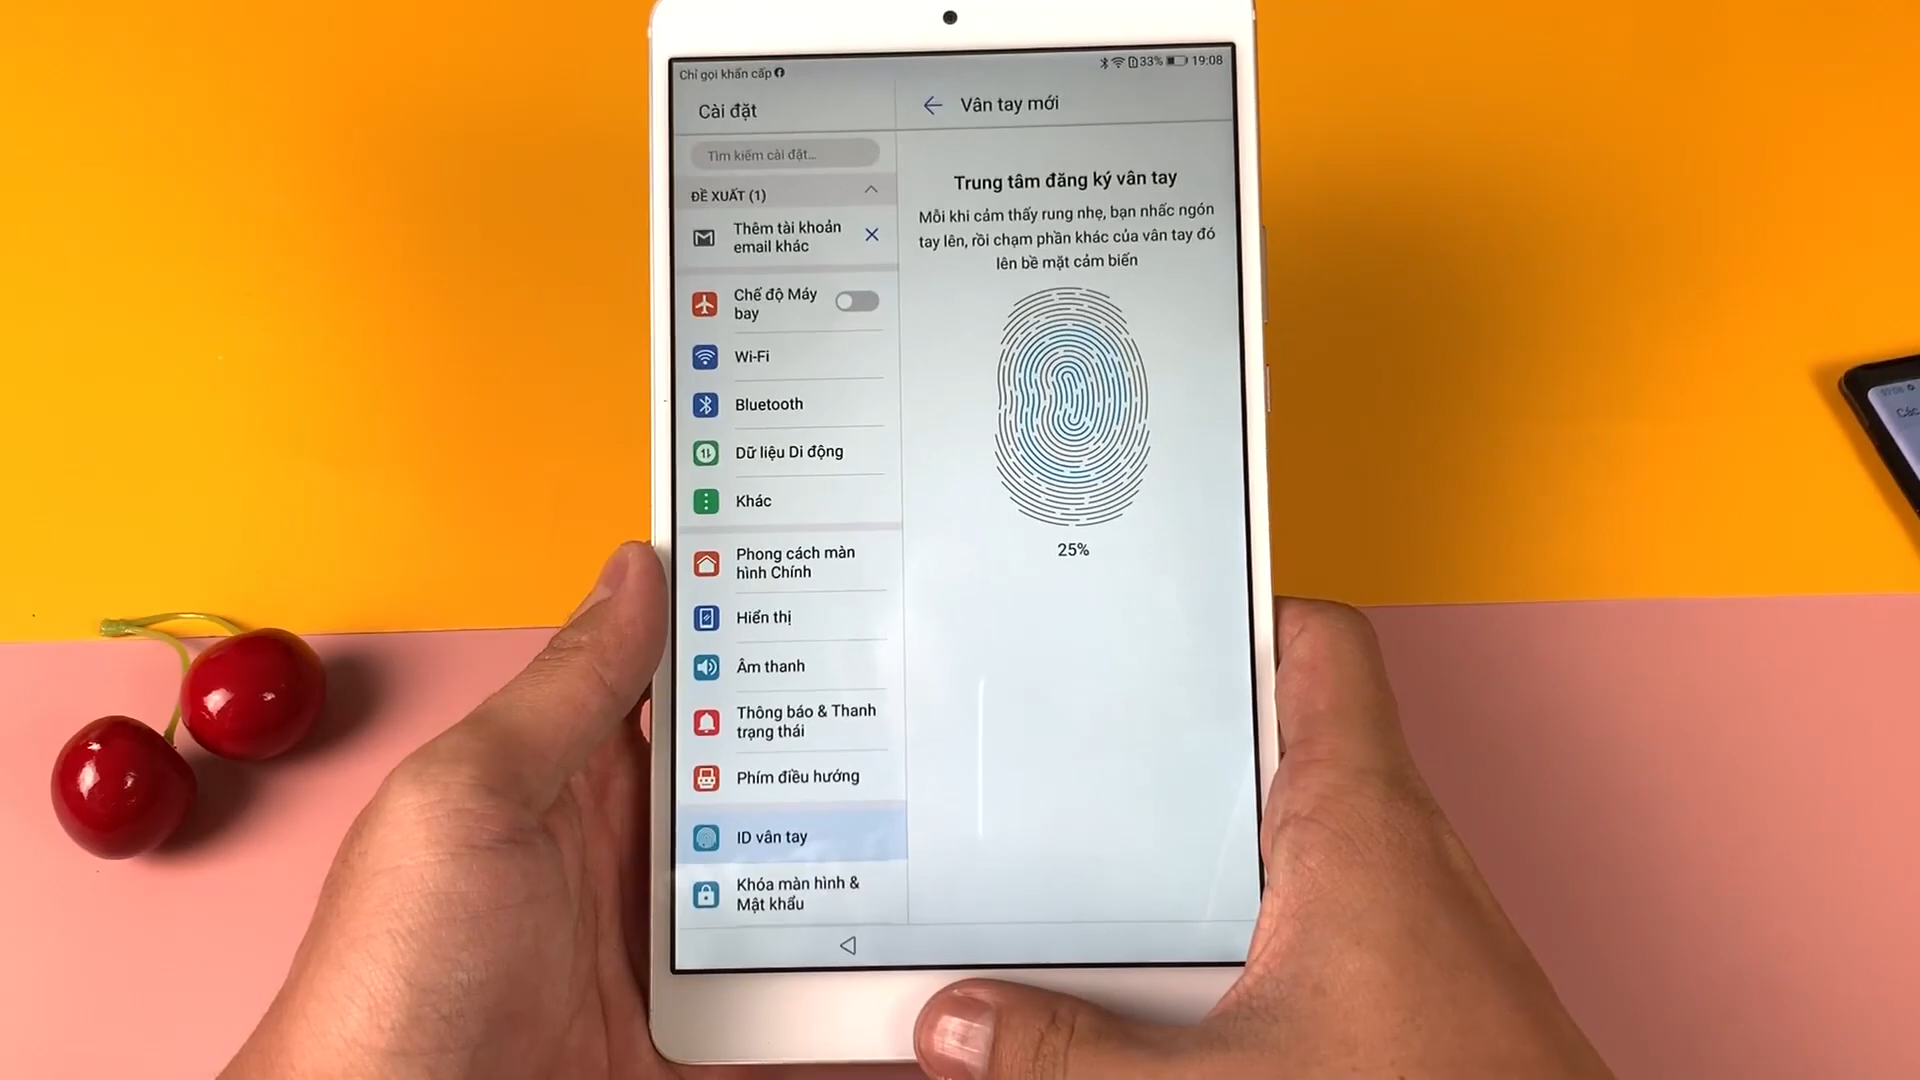 Chỉ gọi khẩn cấp
33% 19:08
Cài đặt
Vân tay mới
Tìm kiếm cài đặt...
ĐỀ XUẤT (1)
Thêm tài khoản
email khác
Chế độ Máy
bay
Wi-Fi
Bluetooth
Dữ liệu Di động
Khác
Phong cách màn
hình Chính
Hiển thị
Âm thanh
Thông báo & Thanh
trạng thái
Phím điều hướng
ID vân tay
Khóa màn hình &
Mật khẩu
Trung tâm đăng ký vân tay
Mỗi khi cảm thấy rung nhẹ, bạn nhấc ngón
tay lên, rồi chạm phần khác của vân tay đó
lên bề mặt cảm biến
25%